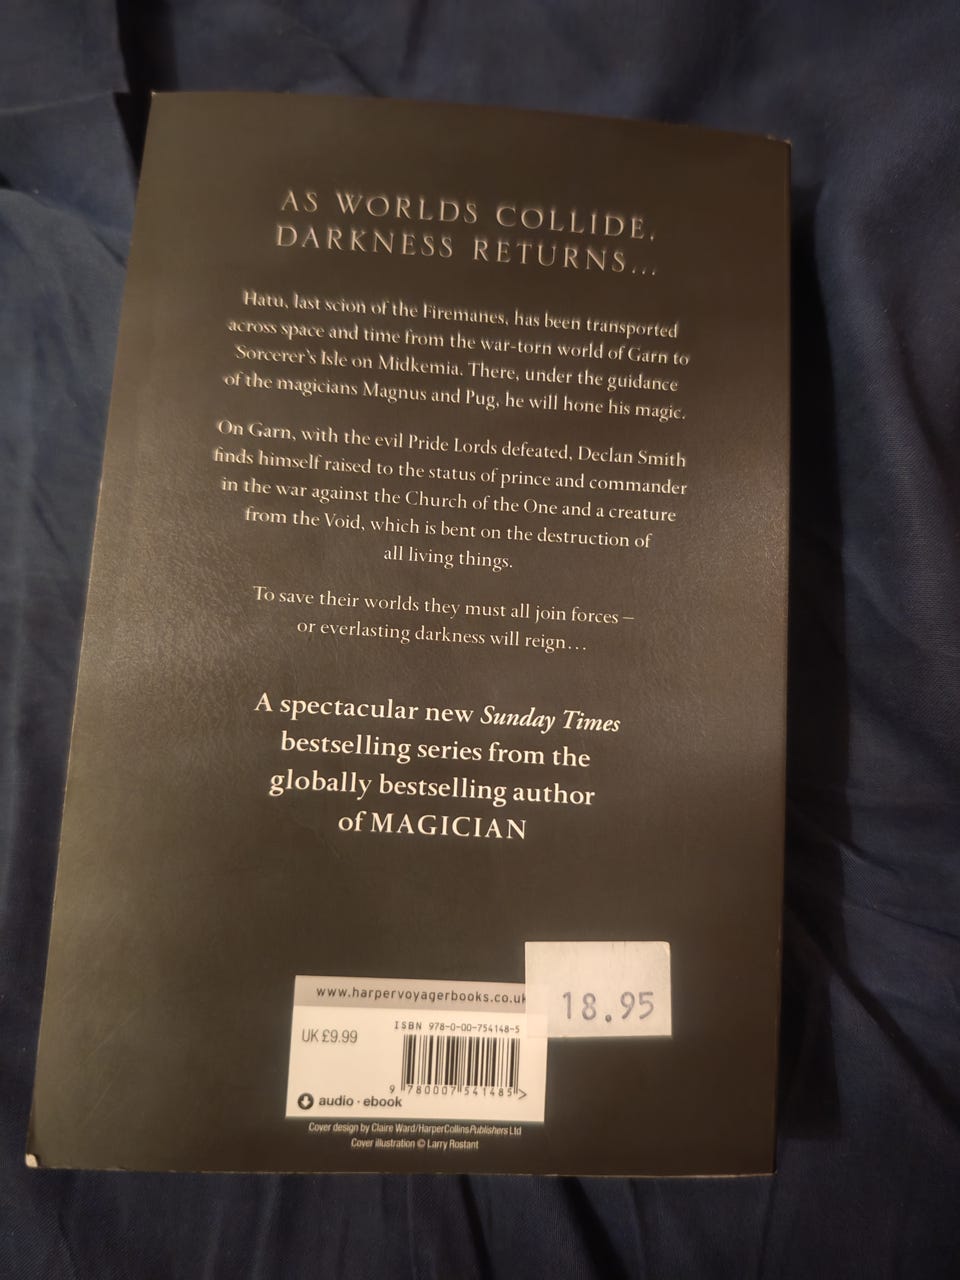 AS WORLDS COLLIDE,
DARKNESS RETURNS...
Hatu, last scion of the Firemanes, has been transported
across space and time from the war-torn world of Garn to
Sorcerer's Isle on Midkemia. There, under the guidance
of the magicians Magnus and Pug, he will hone his magic.
On Garn, with the evil Pride Lords defeated, Declan Smith
finds himself raised to the status of prince and commander
in the war against the Church of the One and a creature
from the Void, which is bent on the destruction of
all living things.
To save their worlds they must all join forces –
or everlasting darkness will reign...
A spectacular new Sunday Times
bestselling series from the
globally bestselling author
of MAGICIAN
18.95
www.harpervoyagerbooks.co.uk
ISBN 978-0-00-754148-5
UK £9.99
9 780007 541485 >
audio · ebook
Cover design by Claire Ward/HarperCollinsPublishers Ltd
Cover illustration © Larry Rostant